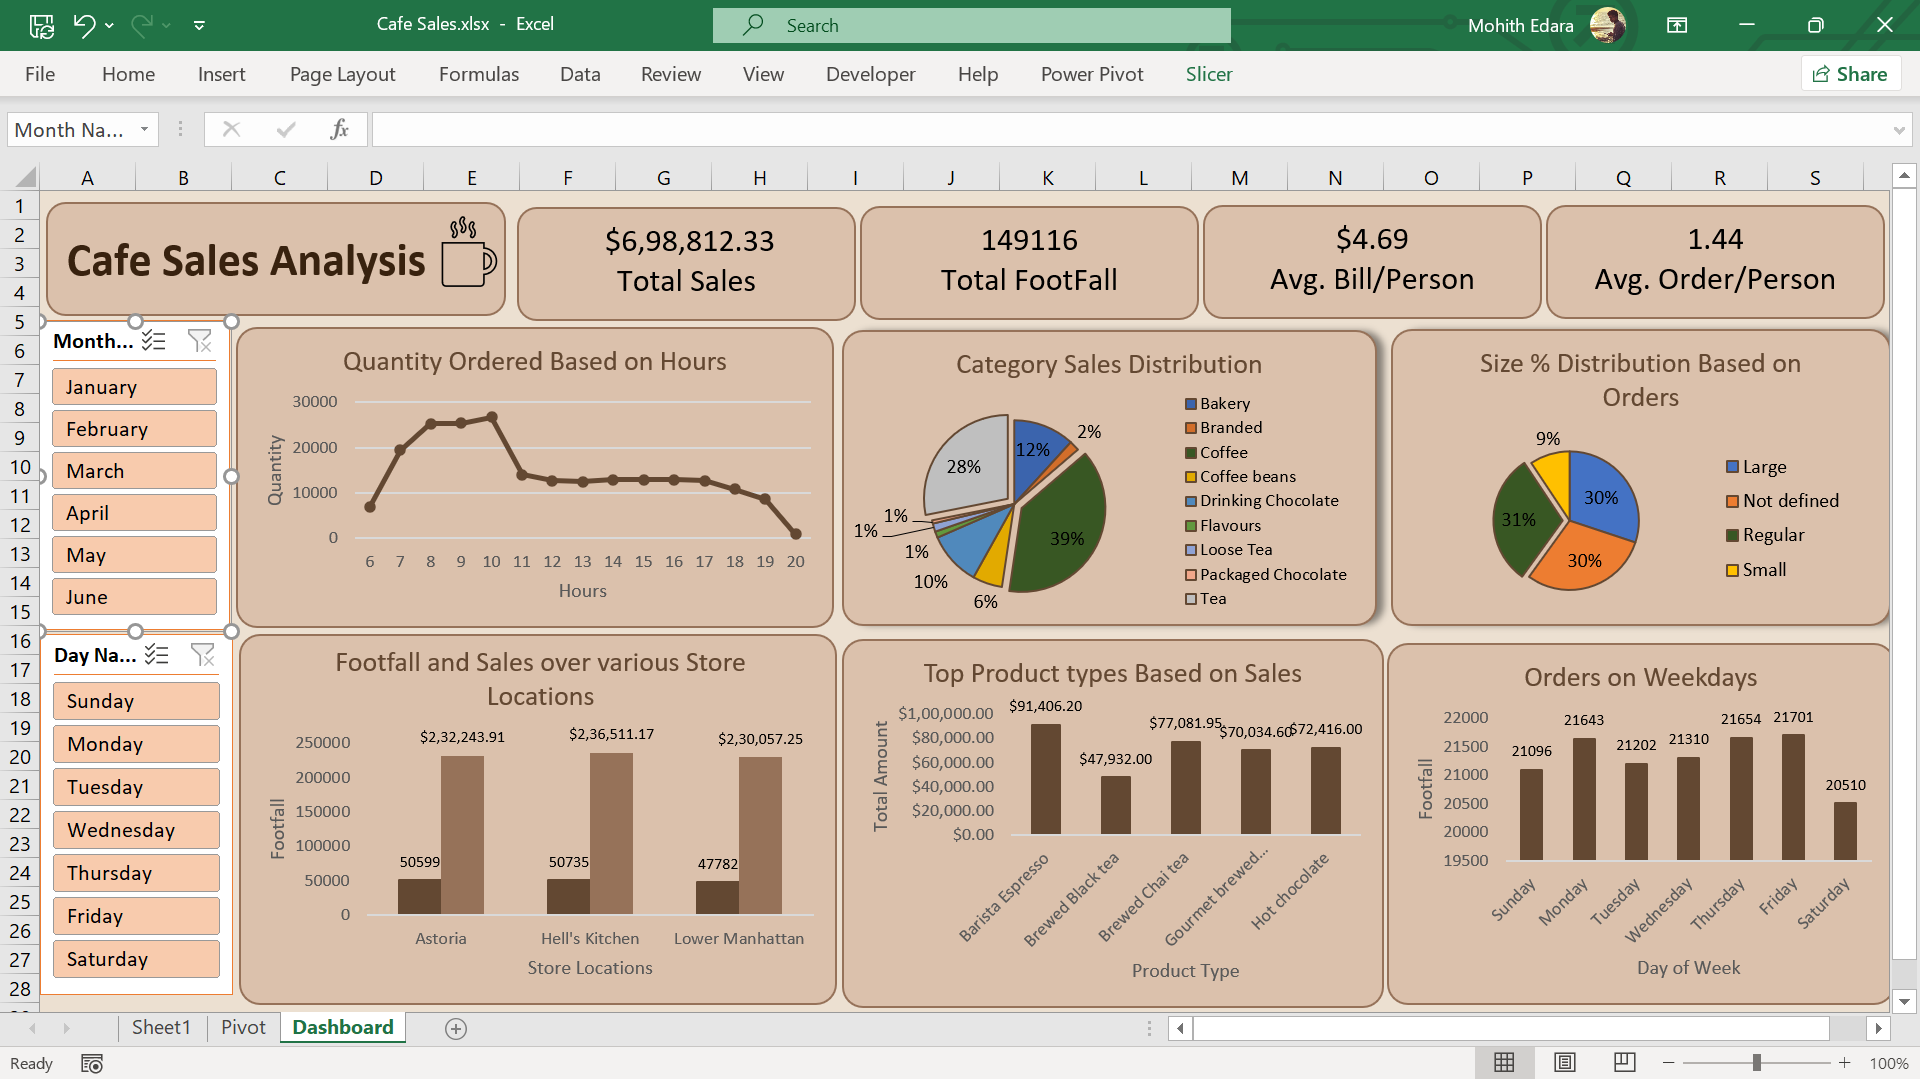 Cafe Sales.xlsx - Excel
Search
Mohith Edara
File Home Insert Page Layout Formulas Data Review View Developer Help Power Pivot Slicer
Share
Month Na...
fx
A B C D E F G H I J K L M N O P Q R S
1
2
3
4
5
6
7
8
9
10
11
12
13
14
15
16
17
18
19
20
21
22
23
24
25
26
27
28
Cafe Sales Analysis
$6,98,812.33
Total Sales
149116
Total FootFall
$4.69
Avg. Bill/Person
1.44
Avg. Order/Person
Month...
January
February
March
April
May
June
Day Na...
Sunday
Monday
Tuesday
Wednesday
Thursday
Friday
Saturday
Quantity Ordered Based on Hours
Quantity
30000
20000
10000
0
6 7 8 9 10 11 12 13 14 15 16 17 18 19 20
Hours
Category Sales Distribution
12%
2%
39%
6%
10%
1%
1%
1%
28%
Bakery
Branded
Coffee
Coffee beans
Drinking Chocolate
Flavours
Loose Tea
Packaged Chocolate
Tea
Size % Distribution Based on
Orders
9%
30%
31%
30%
Large
Not defined
Regular
Small
Footfall and Sales over various Store
Locations
Footfall
250000
200000
150000
100000
50000
0
$2,32,243.91
$2,36,511.17
$2,30,057.25
50599
50735
47782
Astoria Hell's Kitchen Lower Manhattan
Store Locations
Top Product types Based on Sales
Total Amount
$1,00,000.00
$80,000.00
$60,000.00
$40,000.00
$20,000.00
$0.00
$91,406.20
$47,932.00
$77,081.95
$70,034.60
$72,416.00
Barista Espresso
Brewed Black tea
Brewed Chai tea
Gourmet brewed...
Hot chocolate
Product Type
Orders on Weekdays
Footfall
22000
21500
21000
20500
20000
19500
21096
21643
21202
21310
21654
21701
20510
Sunday
Monday
Tuesday
Wednesday
Thursday
Friday
Saturday
Day of Week
Sheet1 Pivot Dashboard
Ready
100%